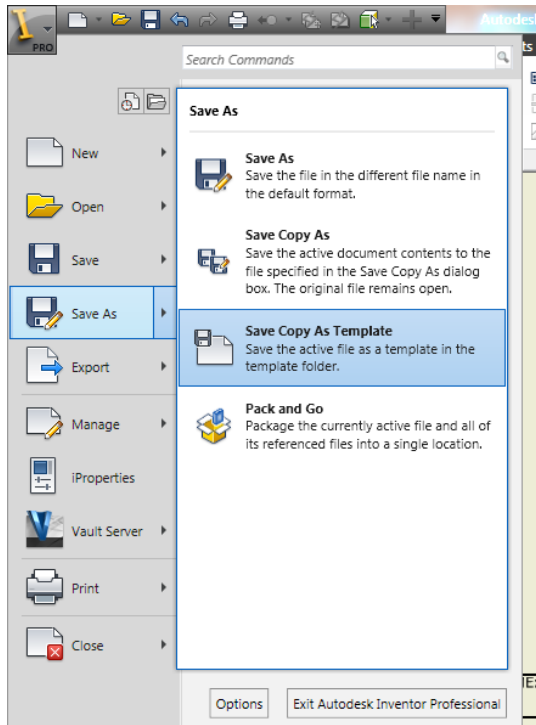 PRO
Autodes
Search Commands
ts
Save As
New
Open
Save
Save As
Export
Manage
iProperties
Vault Server
Print
Close
Save As
Save the file in the different file name in
the default format.
Save Copy As
Save the active document contents to the
file specified in the Save Copy As dialog
box. The original file remains open.
Save Copy As Template
Save the active file as a template in the
template folder.
Pack and Go
Package the currently active file and all of
its referenced files into a single location.
IE:
Options
Exit Autodesk Inventor Professional